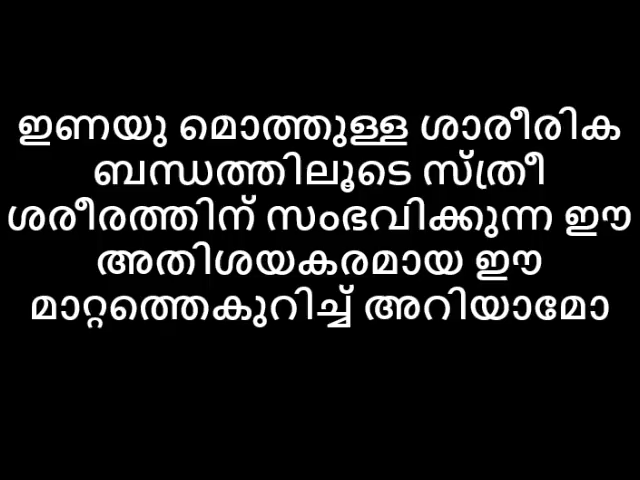 ഇണയു മൊത്തുള്ള ശാരീരിക
ബന്ധത്തിലൂടെ സ്ത്രീ
ശരീരത്തിന് സംഭവിക്കുന്ന ഈ
അതിശയകരമായ ഈ
മാറ്റത്തെകുറിച്ച് അറിയാമോ